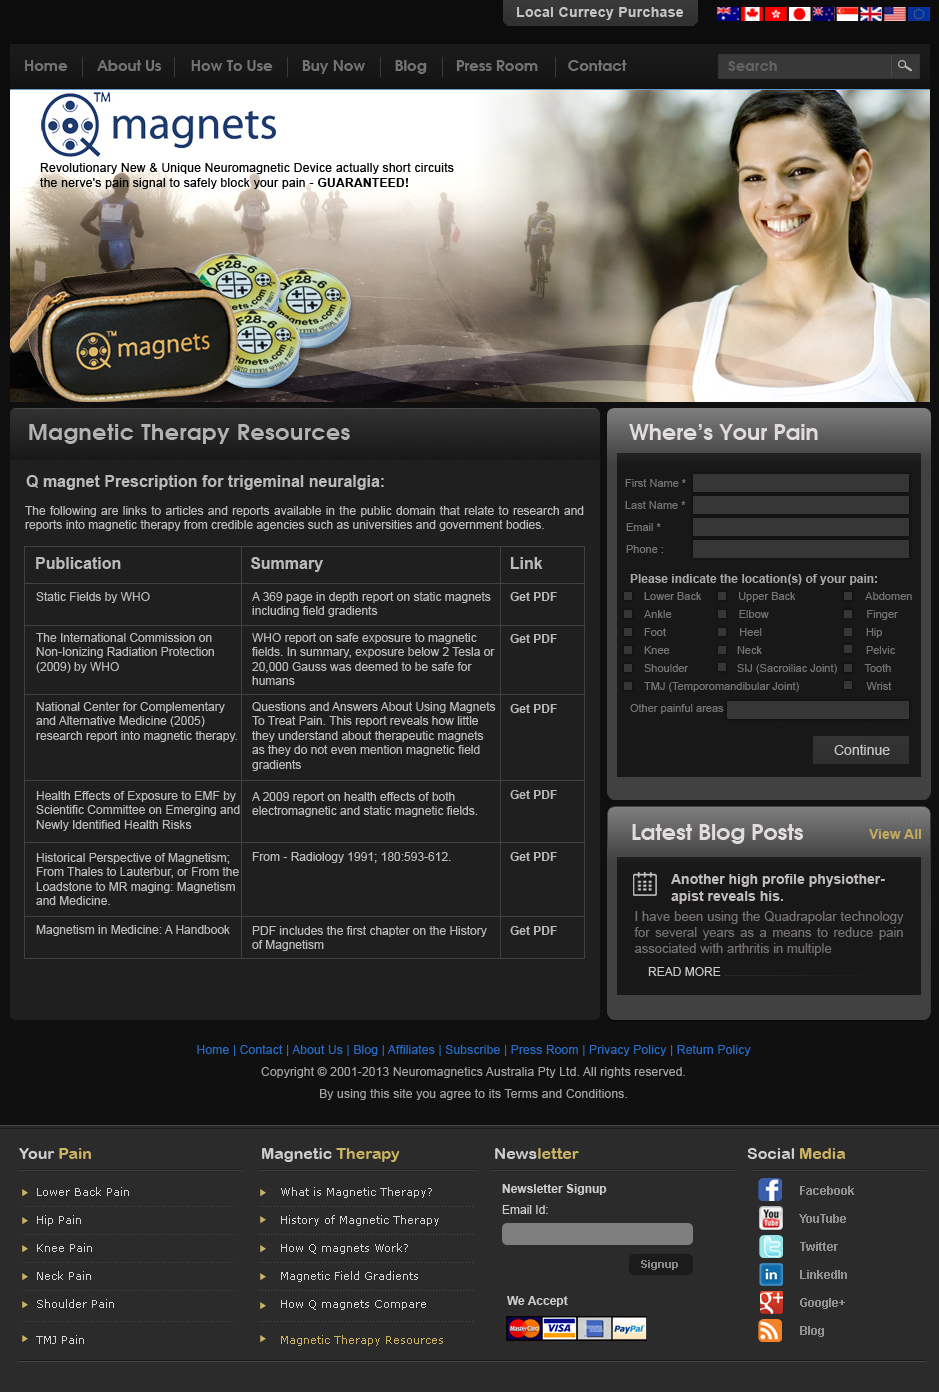 Local Currecy Purchase
Home
About Us
How To Use
Buy Now
Blog
Press Room
Contact
Search
TM
magnets
Revolutionary New & Unique Neuromagnetic Device actually short circuits
the nerve's pain signal to safely block your pain - GUARANTEED!
QF28-6
QF28-6
F28-6
TM
magnets
Magnetic Therapy Resources
Q magnet Prescription for trigeminal neuralgia:
The following are links to articles and reports available in the public domain that relate to research and
reports into magnetic therapy from credible agencies such as universities and government bodies.
Publication
Summary
Link
Static Fields by WHO
A 369 page in depth report on static magnets
including field gradients
Get PDF
The International Commission on
Non-Ionizing Radiation Protection
(2009) by WHO
WHO report on safe exposure to magnetic
fields. In summary, exposure below 2 Tesla or
20,000 Gauss was deemed to be safe for
humans
Get PDF
National Center for Complementary
and Alternative Medicine (2005)
research report into magnetic therapy.
Questions and Answers About Using Magnets
To Treat Pain. This report reveals how little
they understand about therapeutic magnets
as they do not even mention magnetic field
gradients
Get PDF
Health Effects of Exposure to EMF by
Scientific Committee on Emerging and
Newly Identified Health Risks
A 2009 report on health effects of both
electromagnetic and static magnetic fields.
Get PDF
Historical Perspective of Magnetism;
From Thales to Lauterbur, or From the
Loadstone to MR maging: Magnetism
and Medicine.
From - Radiology 1991; 180:593-612.
Get PDF
Magnetism in Medicine: A Handbook
PDF includes the first chapter on the History
of Magnetism
Get PDF
Where's Your Pain
First Name *
Last Name *
Email *
Phone :
Please indicate the location(s) of your pain:
Lower Back
Upper Back
Abdomen
Ankle
Elbow
Finger
Foot
Heel
Hip
Knee
Neck
Pelvic
Shoulder
SIJ (Sacroiliac Joint)
Tooth
TMJ (Temporomandibular Joint)
Wrist
Other painful areas
Continue
Latest Blog Posts
View All
Another high profile physiother-
apist reveals his.
I have been using the Quadrapolar technology
for several years as a means to reduce pain
associated with arthritis in multiple
READ MORE
Home | Contact | About Us | Blog | Affiliates | Subscribe | Press Room | Privacy Policy | Return Policy
Copyright © 2001-2013 Neuromagnetics Australia Pty Ltd. All rights reserved.
By using this site you agree to its Terms and Conditions.
Your Pain
Lower Back Pain
Hip Pain
Knee Pain
Neck Pain
Shoulder Pain
TMJ Pain
Magnetic Therapy
What is Magnetic Therapy?
History of Magnetic Therapy
How Q magnets Work?
Magnetic Field Gradients
How Q magnets Compare
Magnetic Therapy Resources
Newsletter
Newsletter Signup
Email Id:
Signup
We Accept
MasterCard
VISA
PayPal
Social Media
Facebook
You
Tube
YouTube
Twitter
in
LinkedIn
Google+
Blog